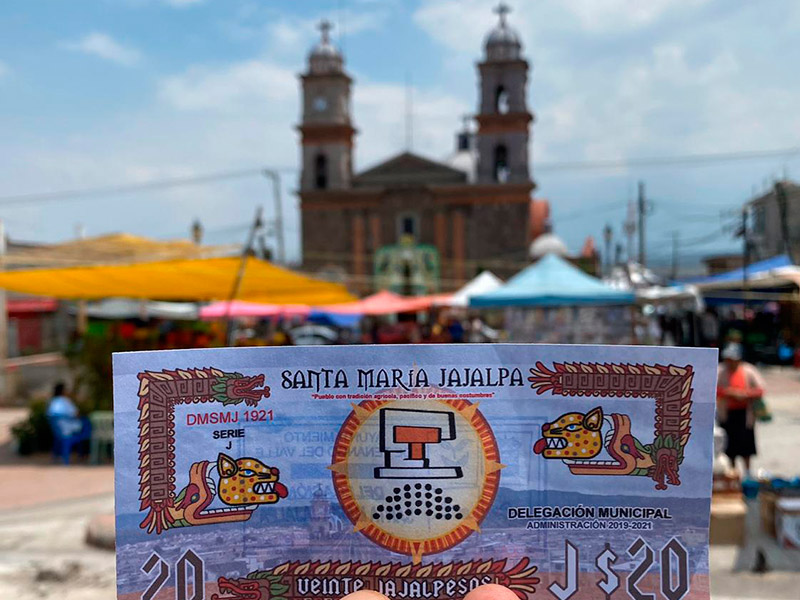 SANTA MARÍA JAJALPA
"Pueblo con tradición agrícola, pacífico y de buenas costumbres"
DMSMJ 1921
SERIE
J
DELEGACIÓN MUNICIPAL
ADMINISTRACIÓN 2019-2021
20
VEINTE JAJALPESOS
J $20